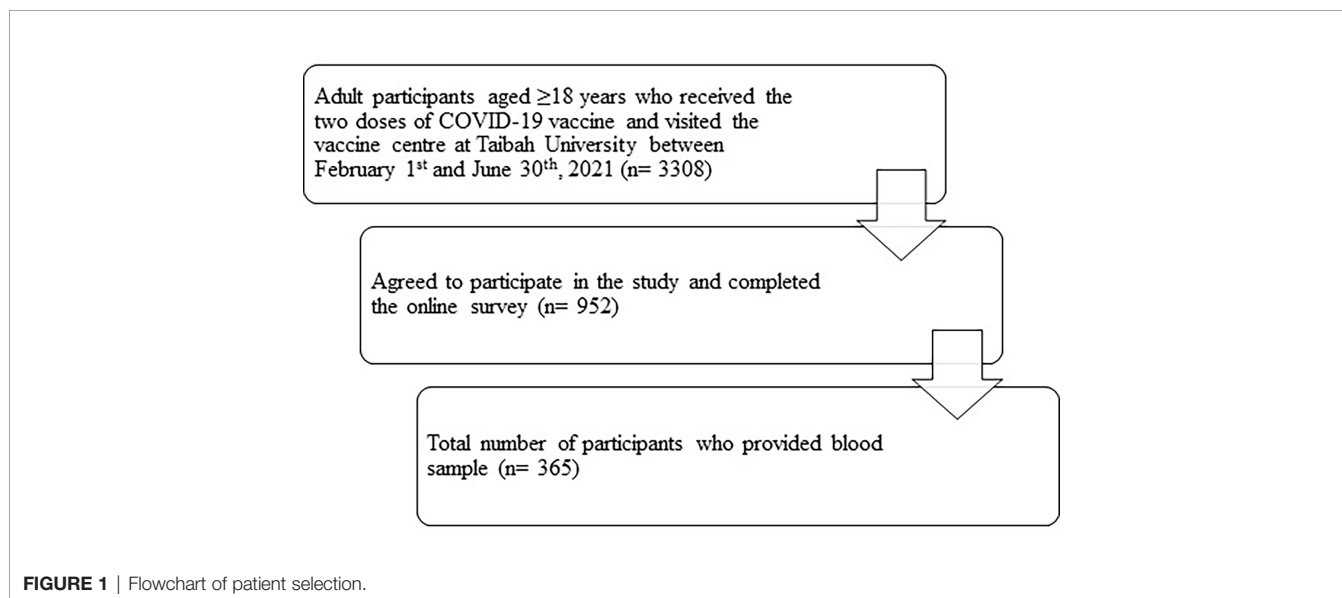 Adult participants aged ≥18 years who received the
two doses of COVID-19 vaccine and visited the
vaccine centre at Taibah University between
February 1st and June 30th, 2021 (n= 3308)
Agreed to participate in the study and completed
the online survey (n= 952)
Total number of participants who provided blood
sample (n= 365)
FIGURE 1 | Flowchart of patient selection.